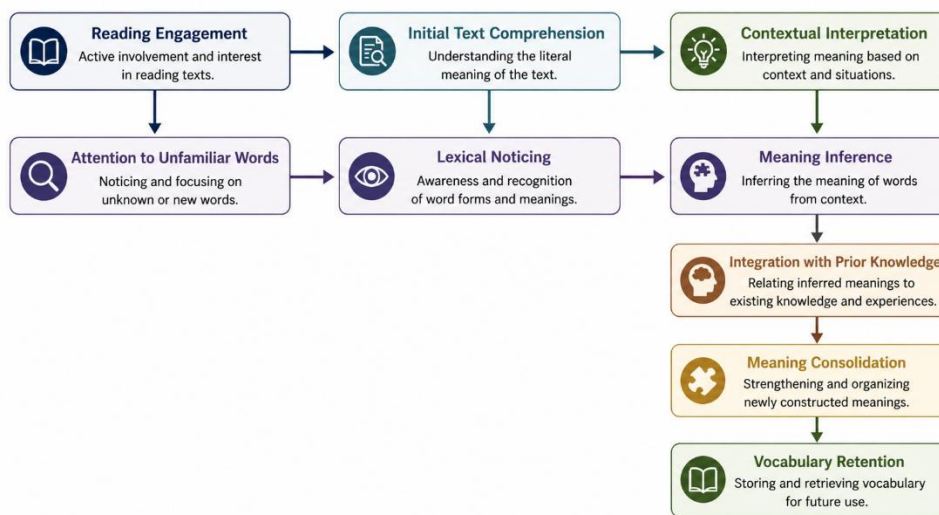 Reading Engagement
Active involvement and interest
in reading texts.
Initial Text Comprehension
Understanding the literal
meaning of the text.
Contextual Interpretation
Interpreting meaning based on
context and situations.
Attention to Unfamiliar Words
Noticing and focusing on
unknown or new words.
Lexical Noticing
Awareness and recognition
of word forms and meanings.
Meaning Inference
Inferring the meaning of words
from context.
Integration with Prior Knowledge
Relating inferred meanings to
existing knowledge and experiences.
Meaning Consolidation
Strengthening and organizing
newly constructed meanings.
Vocabulary Retention
Storing and retrieving vocabulary
for future use.